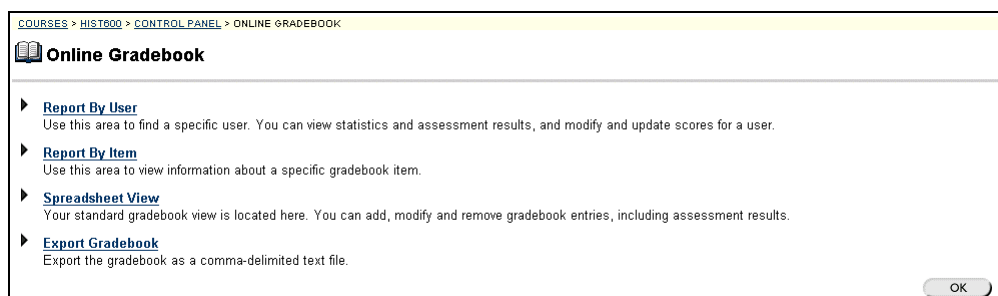 COURSES > HIST600 > CONTROL PANEL > ONLINE GRADEBOOK
Online Gradebook
Report By User
Use this area to find a specific user. You can view statistics and assessment results, and modify and update scores for a user.
Report By Item
Use this area to view information about a specific gradebook item.
Spreadsheet View
Your standard gradebook view is located here. You can add, modify and remove gradebook entries, including assessment results.
Export Gradebook
Export the gradebook as a comma-delimited text file.
OK